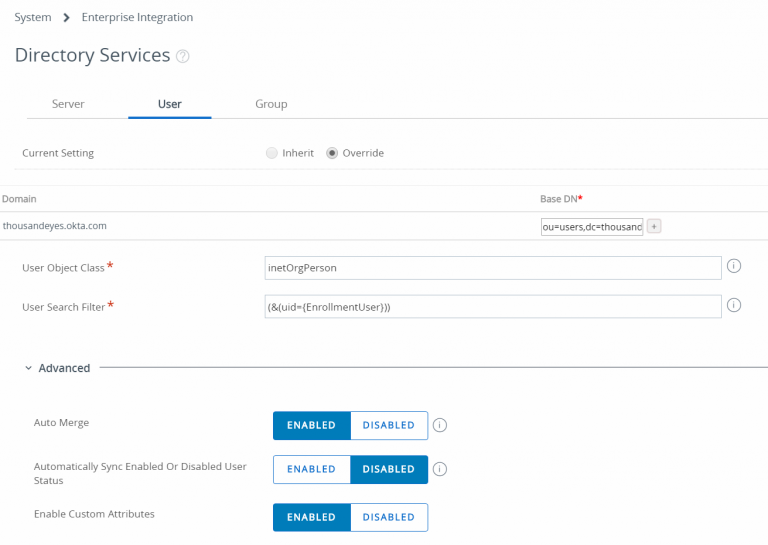 System > Enterprise Integration
Directory Services ?
Server User Group
Current Setting Inherit Override
Domain Base DN*
thousandeyes.okta.com ou=users,dc=thousand +
User Object Class * inetOrgPerson i
User Search Filter * (&(uid={EnrollmentUser})) i
Advanced
Auto Merge ENABLED DISABLED i
Automatically Sync Enabled Or Disabled User
Status ENABLED DISABLED i
Enable Custom Attributes ENABLED DISABLED